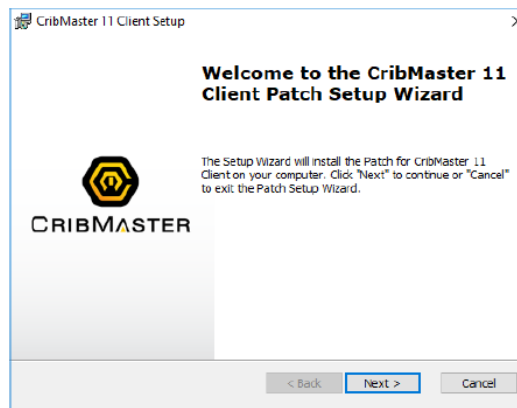 CribMaster 11 Client Setup
Welcome to the CribMaster 11
Client Patch Setup Wizard
The Setup Wizard will install the Patch for CribMaster 11
Client on your computer. Click "Next" to continue or "Cancel"
to exit the Patch Setup Wizard.
CRIBMASTER
< Back Next > Cancel